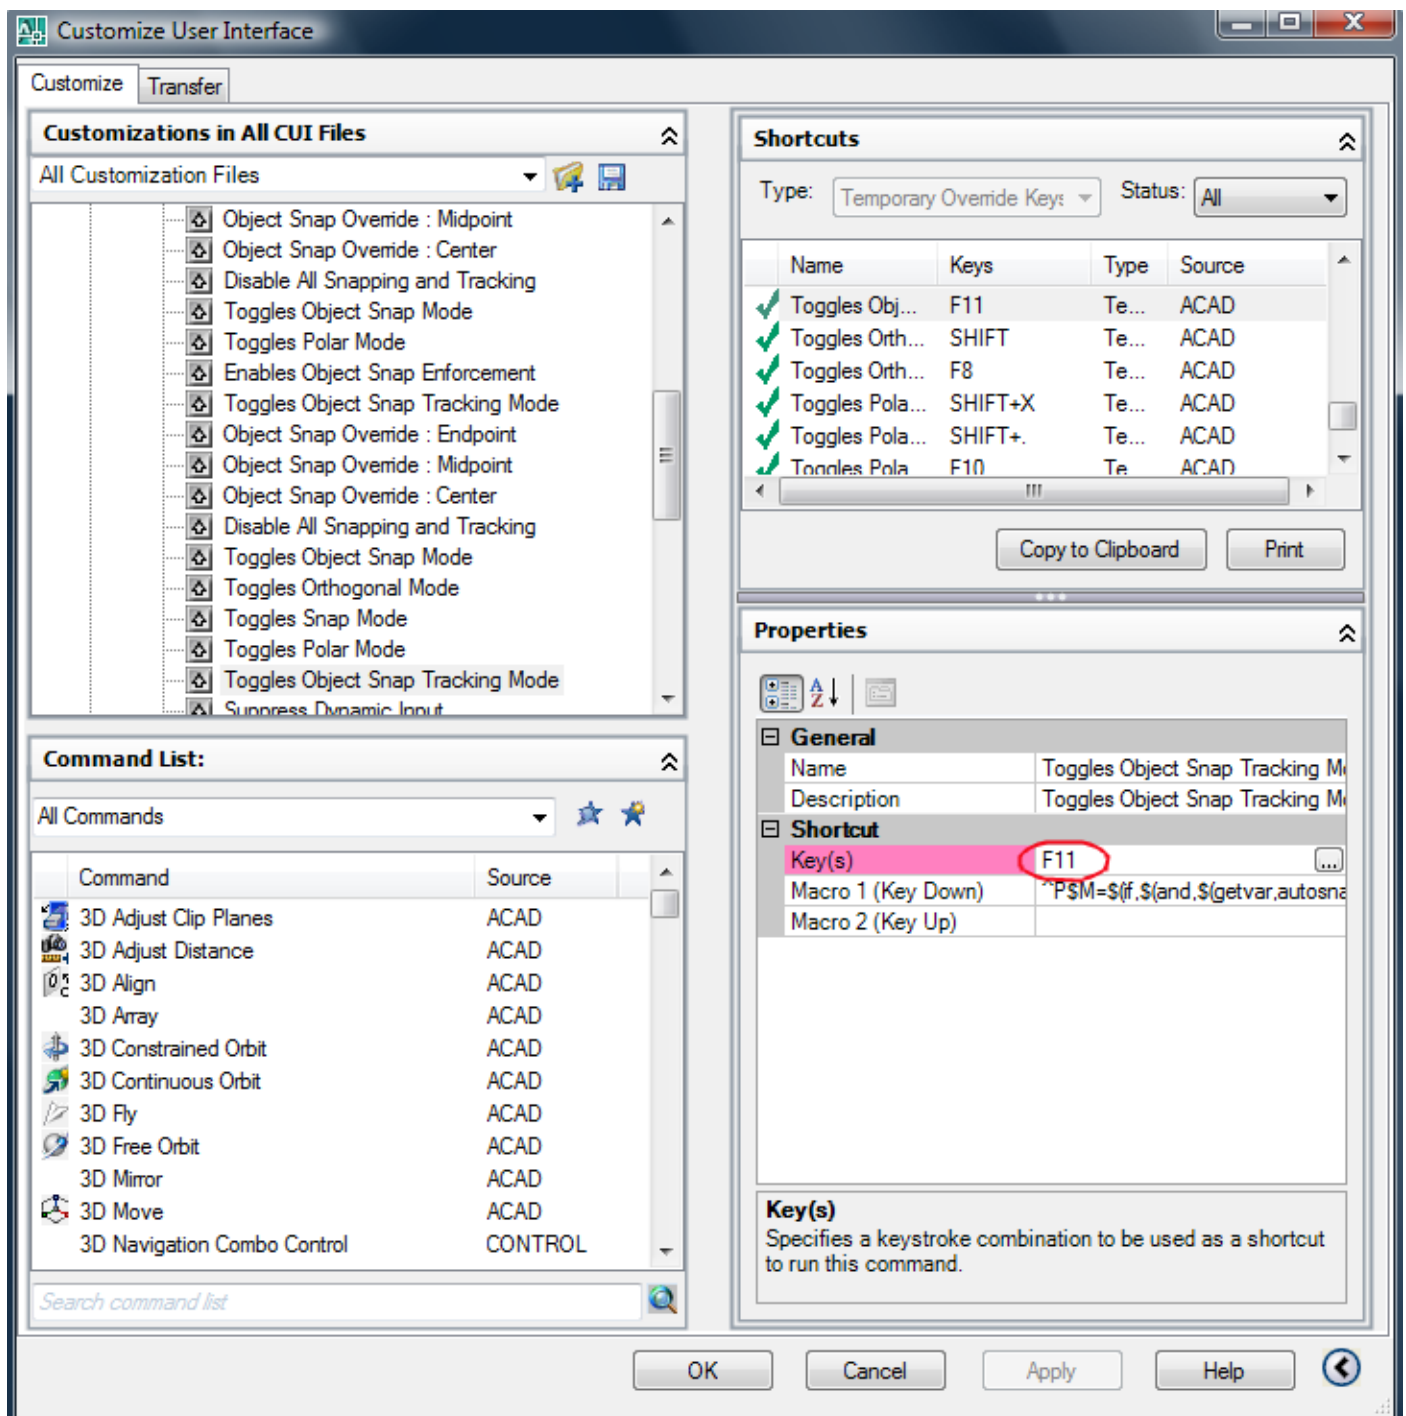 Customize User Interface
Customize Transfer
Customizations in All CUI Files
All Customization Files
Object Snap Override : Midpoint
Object Snap Override : Center
Disable All Snapping and Tracking
Toggles Object Snap Mode
Toggles Polar Mode
Enables Object Snap Enforcement
Toggles Object Snap Tracking Mode
Object Snap Override : Endpoint
Object Snap Override : Midpoint
Object Snap Override : Center
Disable All Snapping and Tracking
Toggles Object Snap Mode
Toggles Orthogonal Mode
Toggles Snap Mode
Toggles Polar Mode
Toggles Object Snap Tracking Mode
Suppress Dynamic Input
Command List:
All Commands
Command Source
3D Adjust Clip Planes ACAD
3D Adjust Distance ACAD
3D Align ACAD
3D Array ACAD
3D Constrained Orbit ACAD
3D Continuous Orbit ACAD
3D Fly ACAD
3D Free Orbit ACAD
3D Mirror ACAD
3D Move ACAD
3D Navigation Combo Control CONTROL
Search command list
Shortcuts
Type: Temporary Override Keys Status: All
Name Keys Type Source
Toggles Obj... F11 Te... ACAD
Toggles Orth... SHIFT Te... ACAD
Toggles Orth... F8 Te... ACAD
Toggles Pola... SHIFT+X Te... ACAD
Toggles Pola... SHIFT+. Te... ACAD
Toggles Pola F10 Te ACAD
Copy to Clipboard Print
Properties
General
Name Toggles Object Snap Tracking M
Description Toggles Object Snap Tracking M
Shortcut
Key(s) F11 ...
Macro 1 (Key Down) ^P$M=$(if,$(and,$(getvar,autosna
Macro 2 (Key Up)
Key(s)
Specifies a keystroke combination to be used as a shortcut
to run this command.
OK Cancel Apply Help